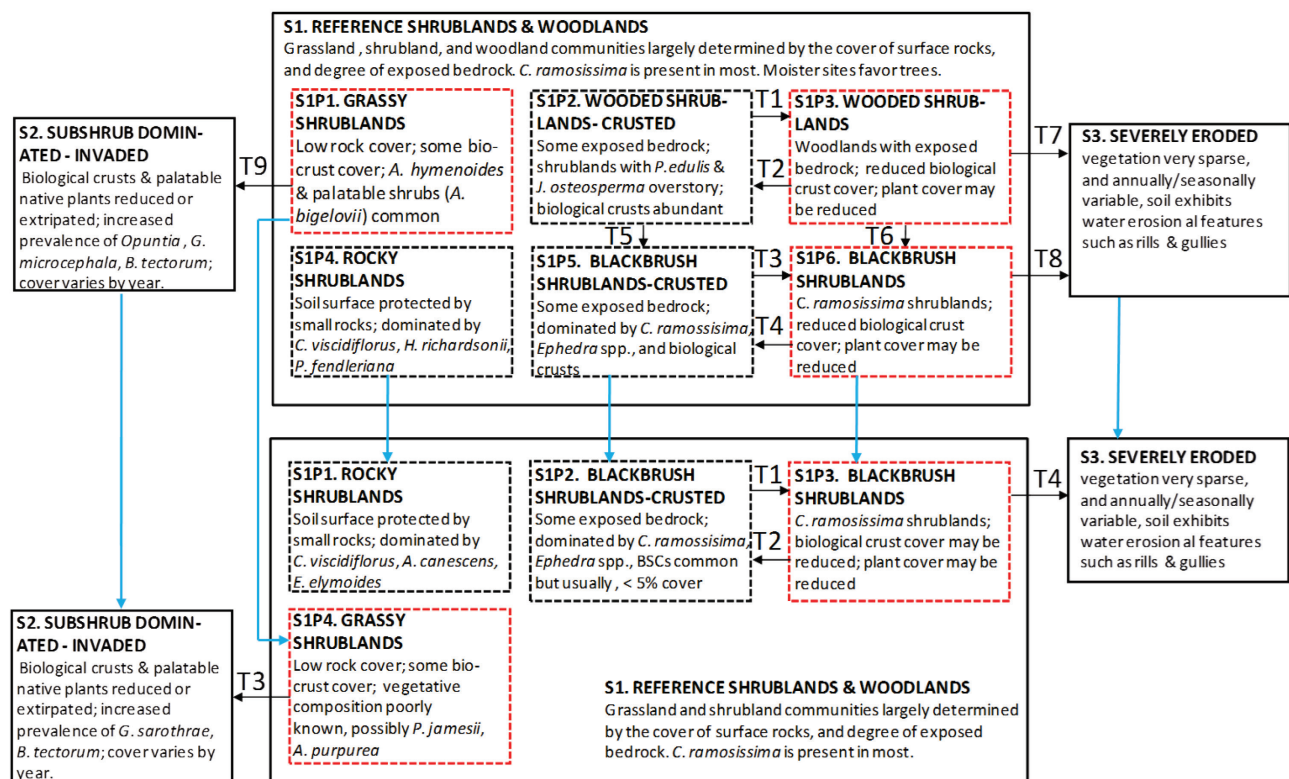 S1. REFERENCE SHRUBLANDS & WOODLANDS
Grassland , shrubland, and woodland communities largely determined by the cover of surface rocks,
and degree of exposed bedrock. C. ramosissima is present in most. Moister sites favor trees.
S2. SUBSHRUB DOMIN-
ATED - INVADED
Biological crusts & palatable
native plants reduced or
extirpated; increased
prevalence of Opuntia , G.
microcephala, B. tectorum;
cover varies by year.
T9
S1P1. GRASSY
SHRUBLANDS
Low rock cover; some bio-
crust cover; A. hymenoides
& palatable shrubs (A.
bigelovii) common
S1P2. WOODED SHRUB-
LANDS- CRUSTED
Some exposed bedrock;
shrublands with P.edulis &
J. osteosperma overstory;
biological crusts abundant
T1
T2
S1P3. WOODED SHRUB-
LANDS
Woodlands with exposed
bedrock; reduced biological
crust cover; plant cover may
be reduced
T7
S3. SEVERELY ERODED
vegetation very sparse,
and annually/seasonally
variable, soil exhibits
water erosion al features
such as rills & gullies
T5
T6
S1P4. ROCKY
SHRUBLANDS
Soil surface protected by
small rocks; dominated by
C. viscidiflorus, H. richardsonii,
P. fendleriana
S1P5. BLACKBRUSH
SHRUBLANDS-CRUSTED
Some exposed bedrock;
dominated by C. ramossisima,
Ephedra spp., and biological
crusts
T3
T4
S1P6. BLACKBRUSH
SHRUBLANDS
C. ramosissima shrublands;
reduced biological crust
cover; plant cover may be
reduced
T8
S1P1. ROCKY
SHRUBLANDS
Soil surface protected by
small rocks; dominated by
C. viscidiflorus, A. canescens,
E. elymoides
S1P2. BLACKBRUSH
SHRUBLANDS-CRUSTED
Some exposed bedrock;
dominated by C. ramossisima,
Ephedra spp., BSCs common
but usually , < 5% cover
T1
T2
S1P3. BLACKBRUSH
SHRUBLANDS
C. ramosissima shrublands;
biological crust cover may be
reduced; plant cover may be
reduced
T4
S3. SEVERELY ERODED
vegetation very sparse,
and annually/seasonally
variable, soil exhibits
water erosion al features
such as rills & gullies
S2. SUBSHRUB DOMIN-
ATED - INVADED
Biological crusts & palatable
native plants reduced or
extirpated; increased
prevalence of G. sarothrae,
B. tectorum; cover varies by
year.
T3
S1P4. GRASSY
SHRUBLANDS
Low rock cover; some bio-
crust cover; vegetative
composition poorly
known, possibly P. jamesii,
A. purpurea
S1. REFERENCE SHRUBLANDS & WOODLANDS
Grassland and shrubland communities largely determined
by the cover of surface rocks, and degree of exposed
bedrock. C. ramosissima is present in most.